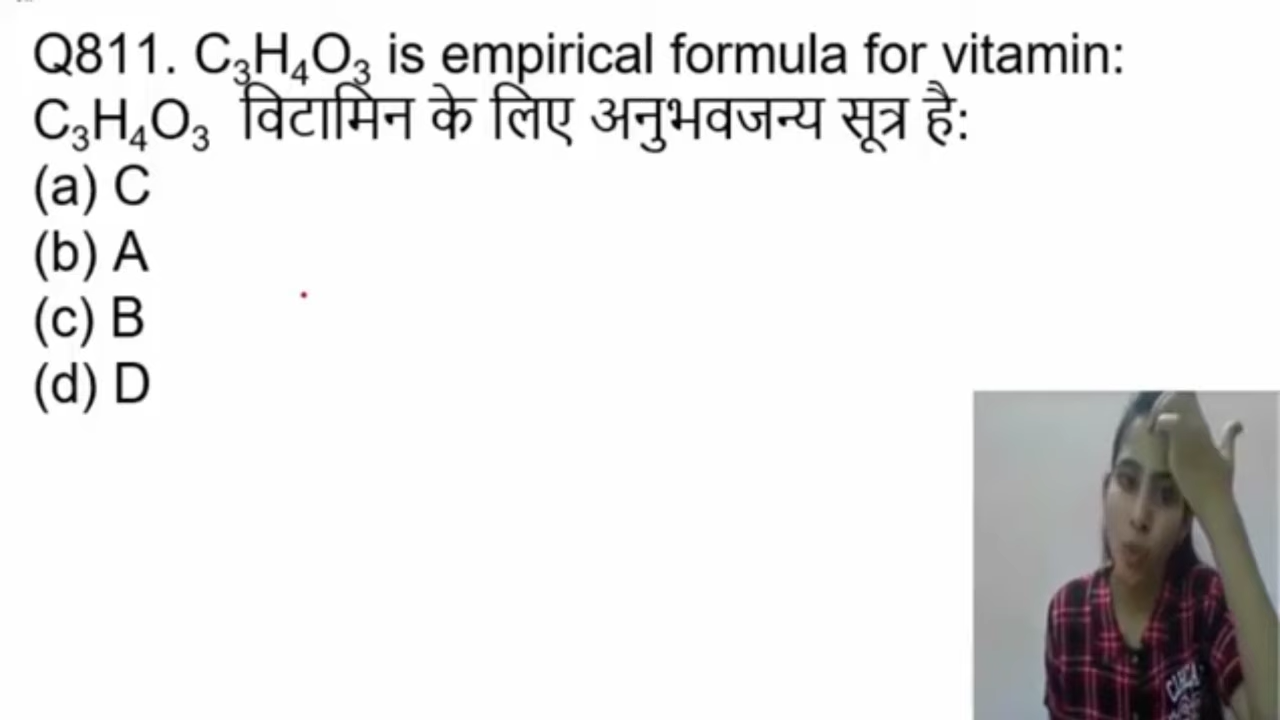 Q811. C₃H₄O₃ is empirical formula for vitamin:
C₃H₄O₃ विटामिन के लिए अनुभवजन्य सूत्र है:
(a) C
(b) A
(c) B
(d) D